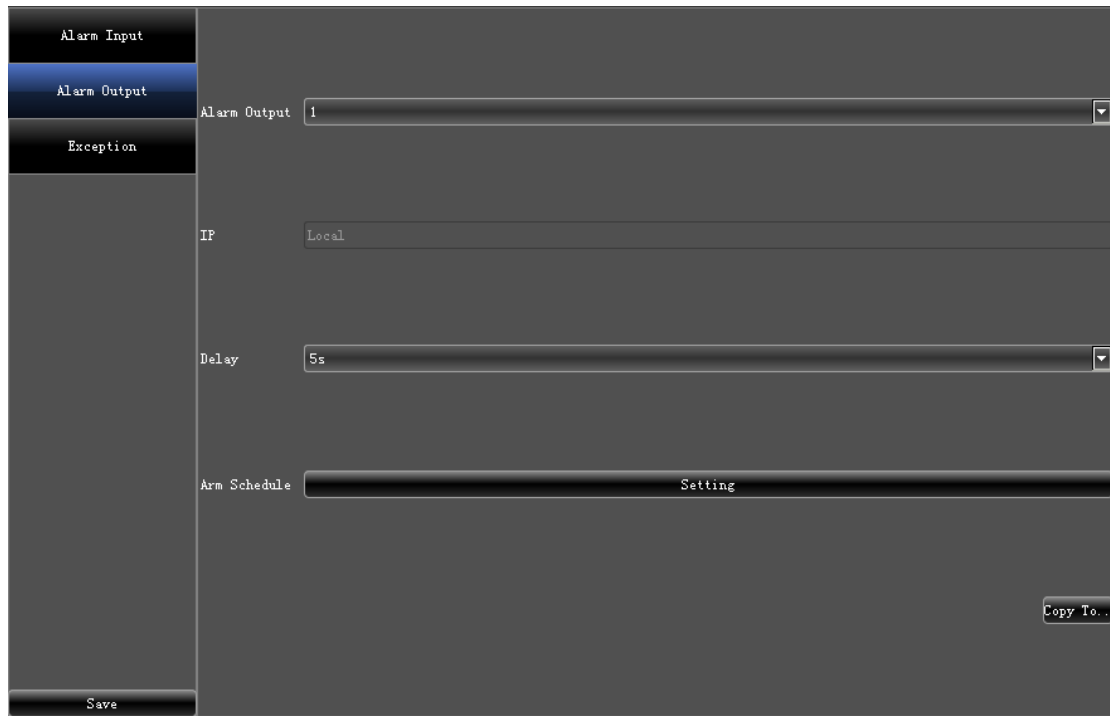 Alarm Input
Alarm Output
Exception
Alarm Output 1
IP Local
Delay 5s
Arm Schedule Setting
Copy To..
Save